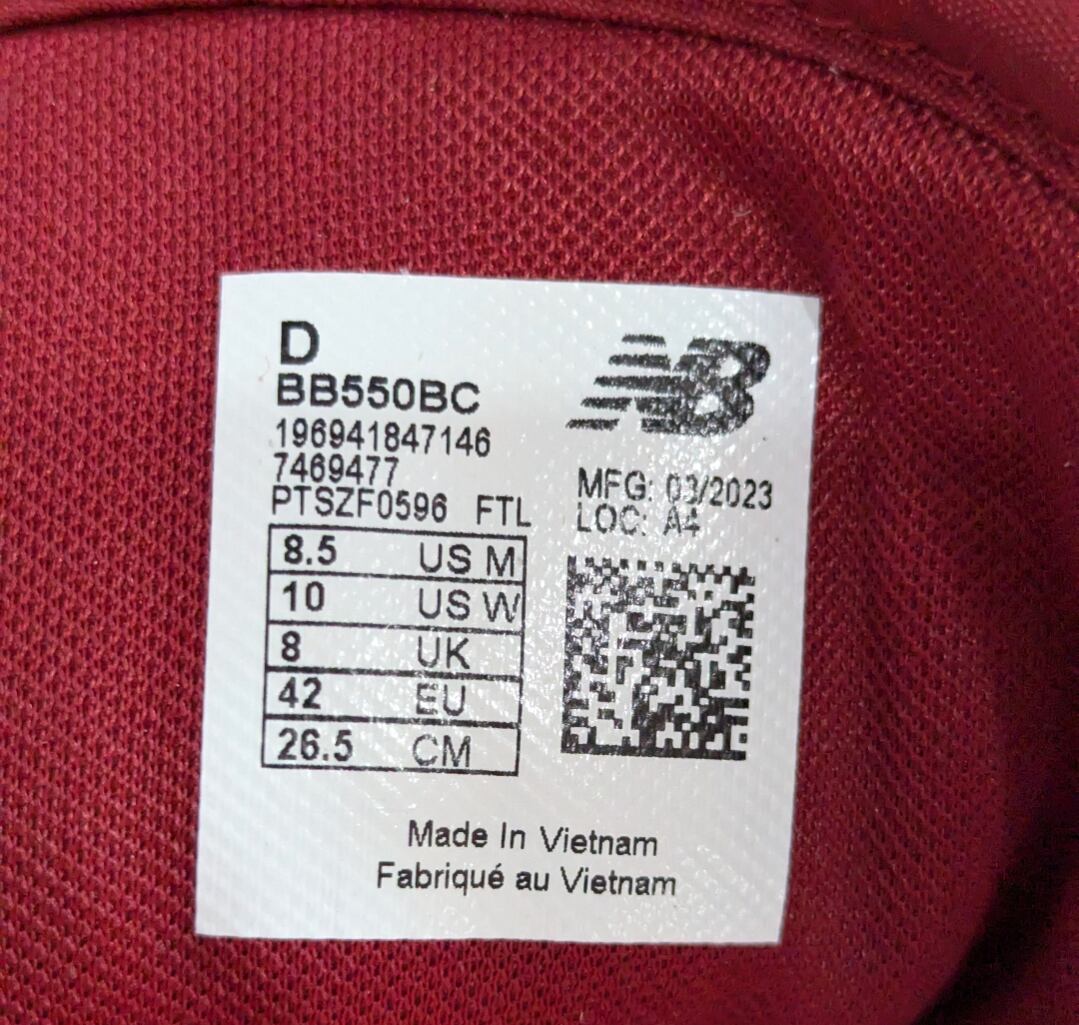 D
BB550BC
196941847146
7469477
PTSZF0596 FTL
NB
MFG: 03/2023
LOC: A4
8.5 US M
10 US W
8 UK
42 EU
26.5 CM
Made In Vietnam
Fabriqué au Vietnam